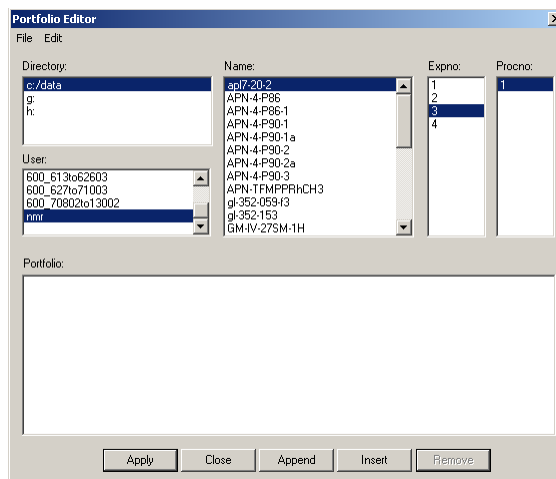 Portfolio Editor
File Edit
Directory:
c:/data
g:
h:
User:
600_613to62603
600_627to71003
600_70802to13002
nmr
Name:
apl7-20-2
APN-4-P86
APN-4-P86-1
APN-4-P90-1
APN-4-P90-1a
APN-4-P90-2
APN-4-P90-2a
APN-4-P90-3
APN-TFMPPRhCH3
gl-352-059-f3
gl-352-153
GM-IV-27SM-1H
Expno:
1
2
3
4
Procno:
1
Portfolio:
Apply Close Append Insert Remove